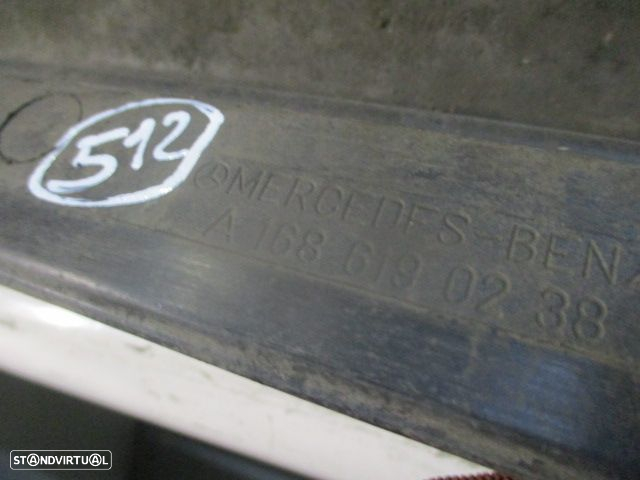 512
MERCEDES-BENZ
A 168 619 02 38
STANDVIRTUAL